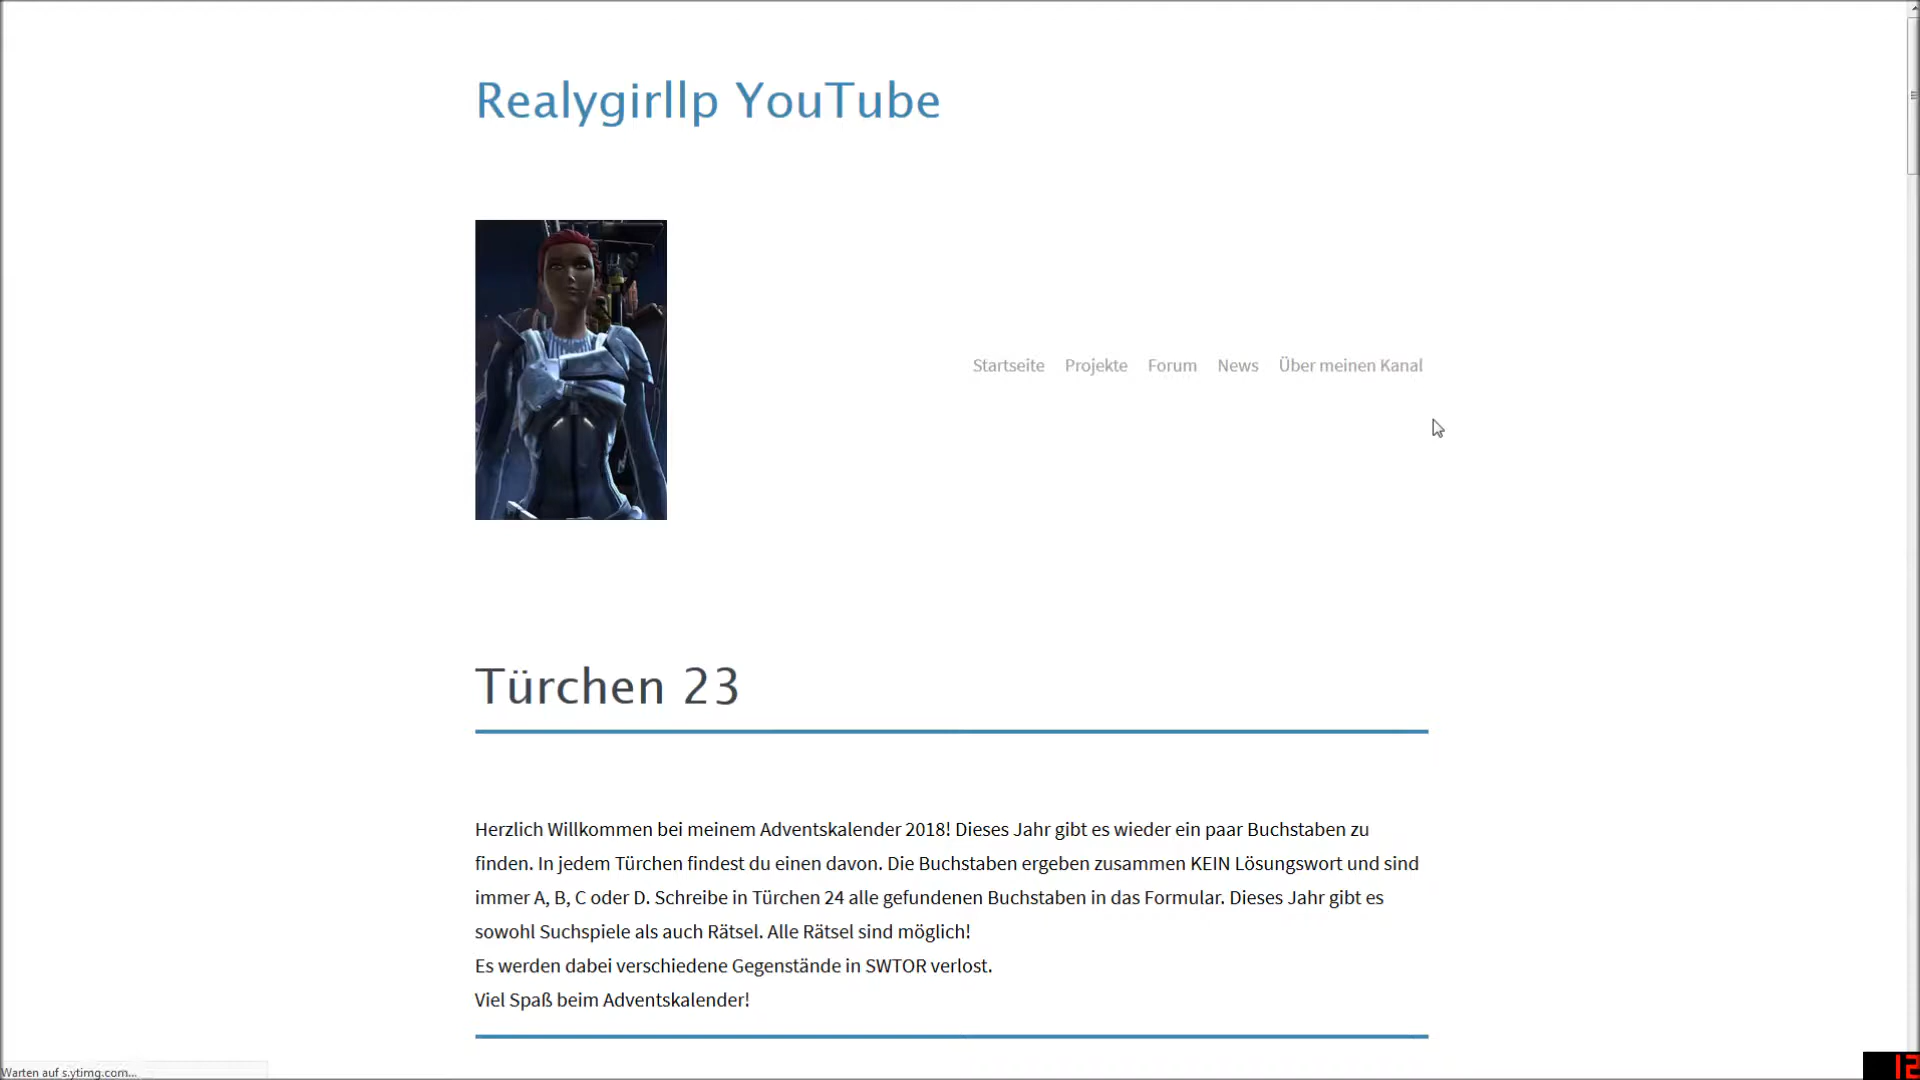 Realygirllp YouTube
Startseite Projekte Forum News Über meinen Kanal
Türchen 23
Herzlich Willkommen bei meinem Adventskalender 2018! Dieses Jahr gibt es wieder ein paar Buchstaben zu
finden. In jedem Türchen findest du einen davon. Die Buchstaben ergeben zusammen KEIN Lösungswort und sind
immer A, B, C oder D. Schreibe in Türchen 24 alle gefundenen Buchstaben in das Formular. Dieses Jahr gibt es
sowohl Suchspiele als auch Rätsel. Alle Rätsel sind möglich!
Es werden dabei verschiedene Gegenstände in SWTOR verlost.
Viel Spaß beim Adventskalender!
Warten auf s.ytimg.com...
12